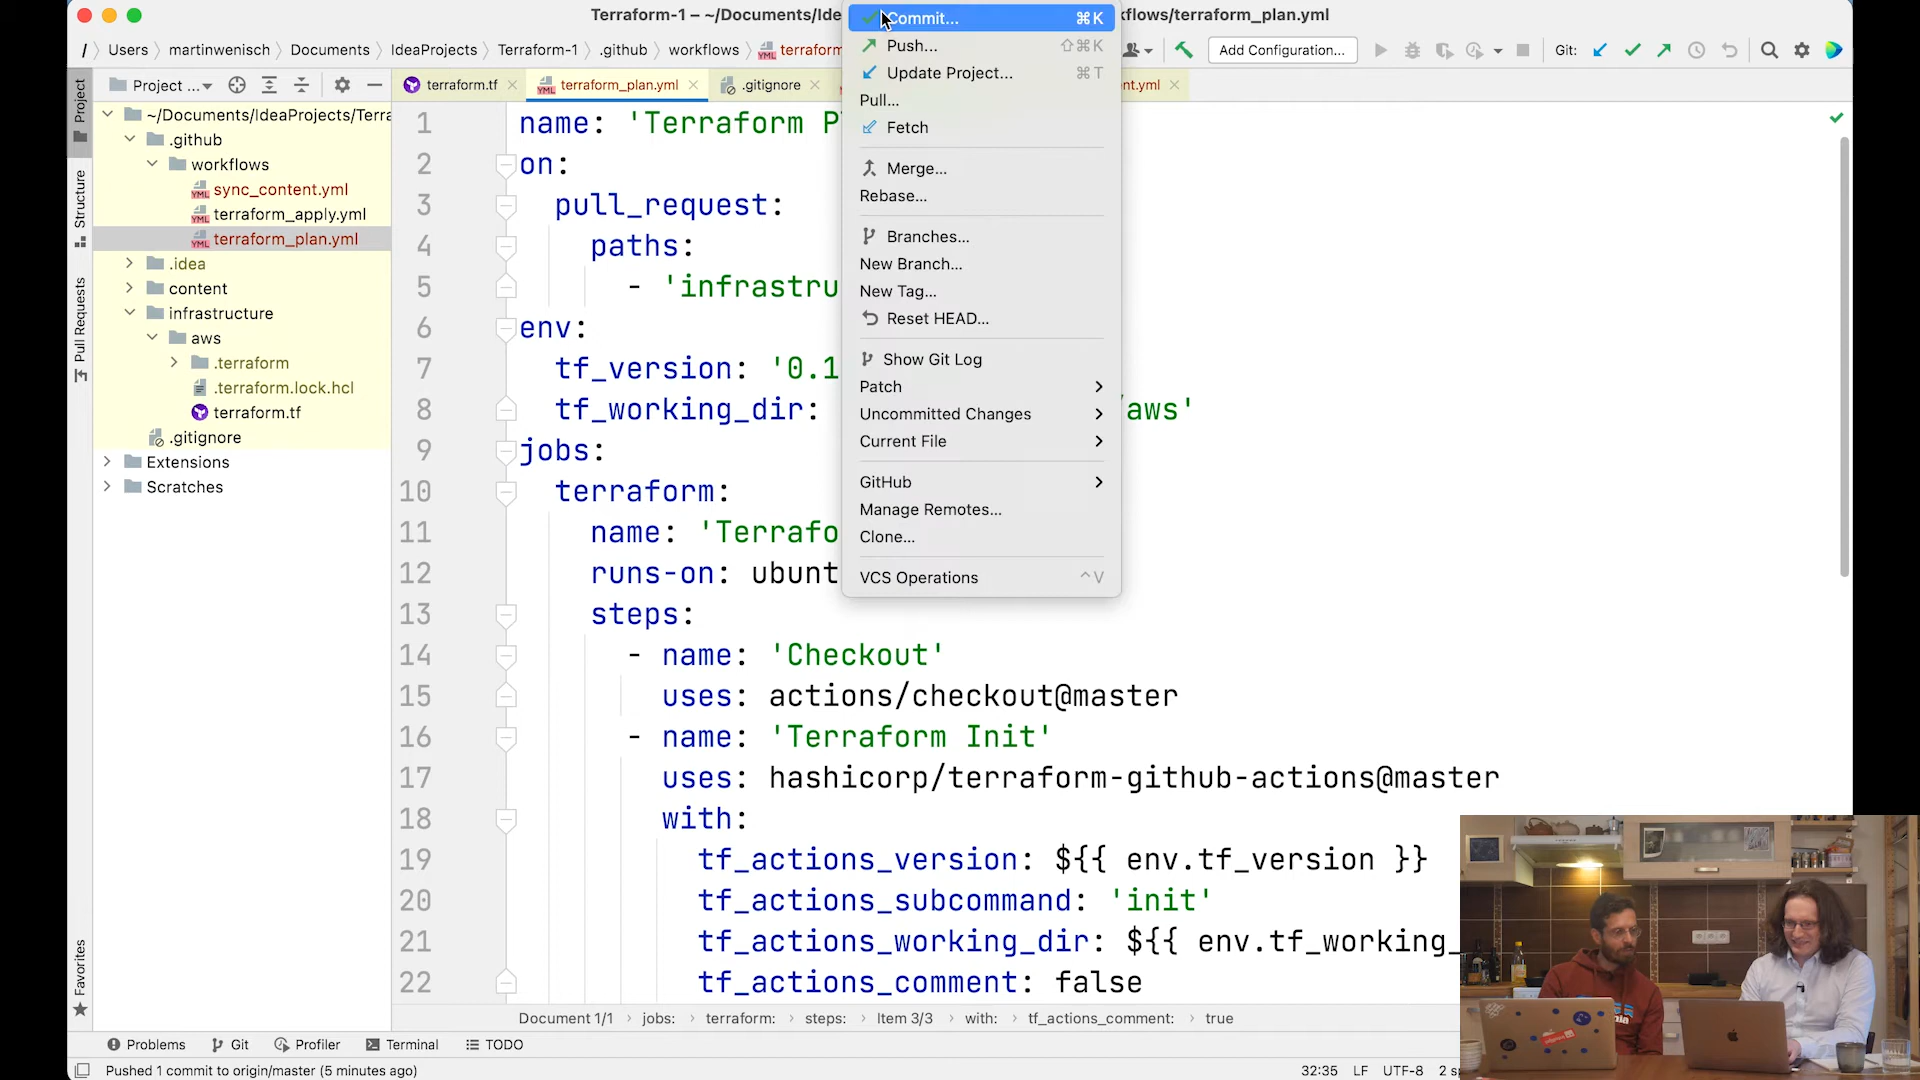 Terraform-1 – ~/Documents/Ide
kflows/terraform_plan.yml
/ Users martinwenisch Documents IdeaProjects Terraform-1 .github workflows terraform
Add Configuration... Git:
Project ...
terraform.tf
terraform_plan.yml
.gitignore
nt.yml
Project
Structure
Pull Requests
Favorites
~/Documents/IdeaProjects/Terra
.github
workflows
sync_content.yml
terraform_apply.yml
terraform_plan.yml
.idea
content
infrastructure
aws
.terraform
.terraform.lock.hcl
terraform.tf
.gitignore
Extensions
Scratches
Commit... ⌘K
Push... ⇧⌘K
Update Project... ⌘T
Pull...
Fetch
Merge...
Rebase...
Branches...
New Branch...
New Tag...
Reset HEAD...
Show Git Log
Patch
Uncommitted Changes
Current File
GitHub
Manage Remotes...
Clone...
VCS Operations ^V
1 name: 'Terraform P
2 on:
3 pull_request:
4 paths:
5 - 'infrastru
6 env:
7 tf_version: '0.1
8 tf_working_dir: /aws'
9 jobs:
10 terraform:
11 name: 'Terrafo
12 runs-on: ubunt
13 steps:
14 - name: 'Checkout'
15 uses: actions/checkout@master
16 - name: 'Terraform Init'
17 uses: hashicorp/terraform-github-actions@master
18 with:
19 tf_actions_version: ${{ env.tf_version }}
20 tf_actions_subcommand: 'init'
21 tf_actions_working_dir: ${{ env.tf_working_
22 tf_actions_comment: false
Document 1/1 › jobs: › terraform: › steps: › Item 3/3 › with: › tf_actions_comment: › true
Problems Git Profiler Terminal TODO
Pushed 1 commit to origin/master (5 minutes ago)
32:35 LF UTF-8 2 sp